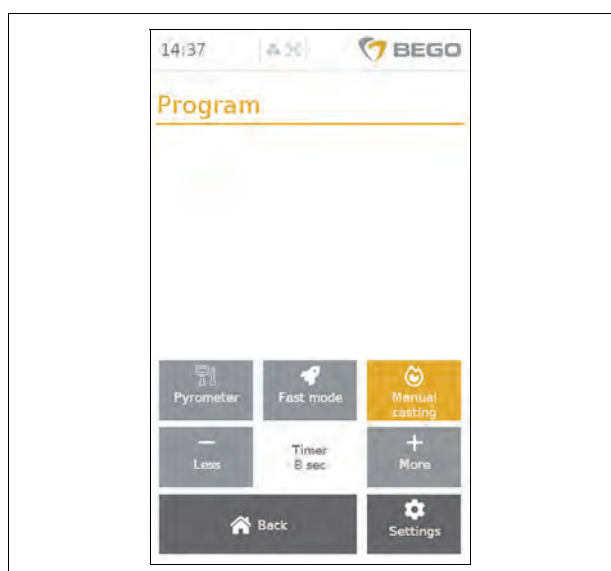 14:37
BEGO
Program
Pyrometer
Fast mode
Manual
casting
Less
Timer
8 sec
More
Back
Settings